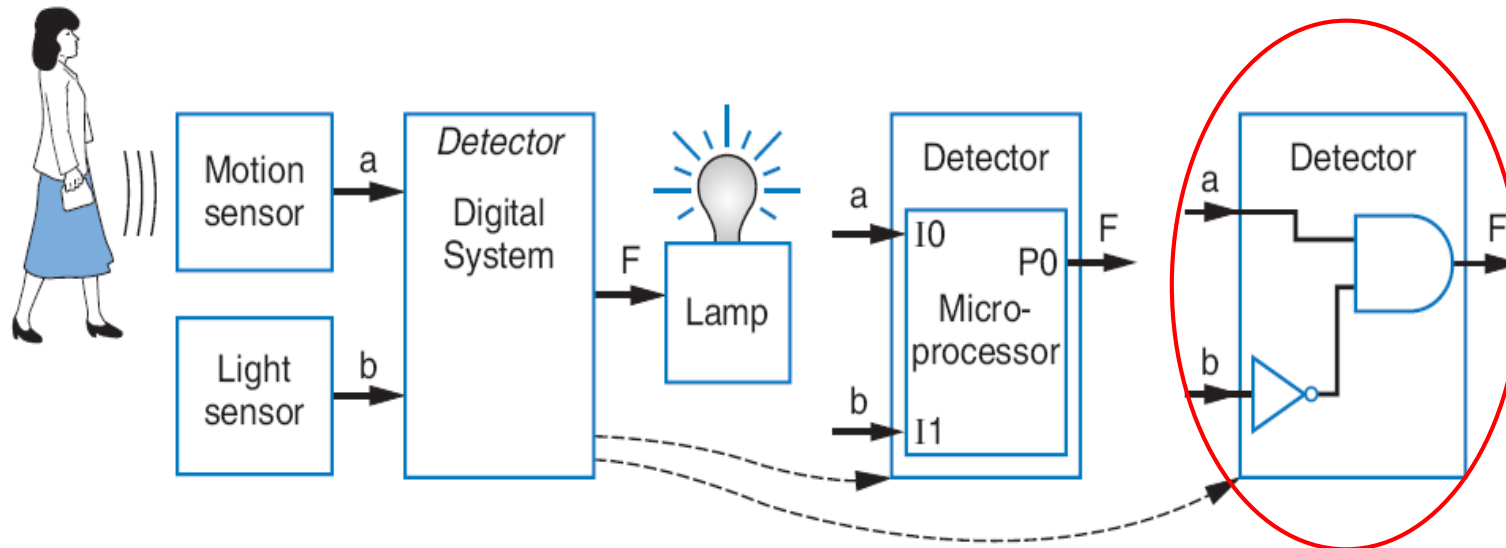 Motion
sensor
a
Light
sensor
b
Detector
Digital
System
F
Lamp
Detector
a
I0
P0
F
Micro-
processor
b
I1
Detector
a
b
F